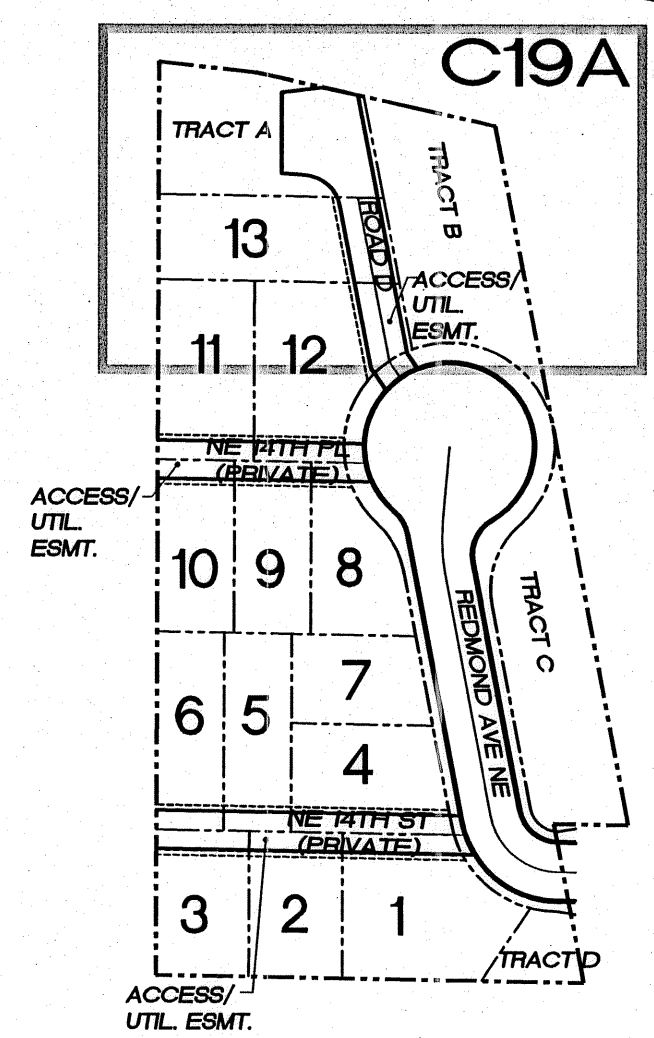 C19A
TRACT A
TRACT B
ROAD D
13
ACCESS/
UTIL.
ESMT.
11
12
NE 14TH PL
(PRIVATE)
ACCESS/
UTIL.
ESMT.
10
9
8
TRACT C
REDMOND AVE NE
7
6
5
4
NE 14TH ST
(PRIVATE)
3
2
1
TRACT D
ACCESS/
UTIL. ESMT.